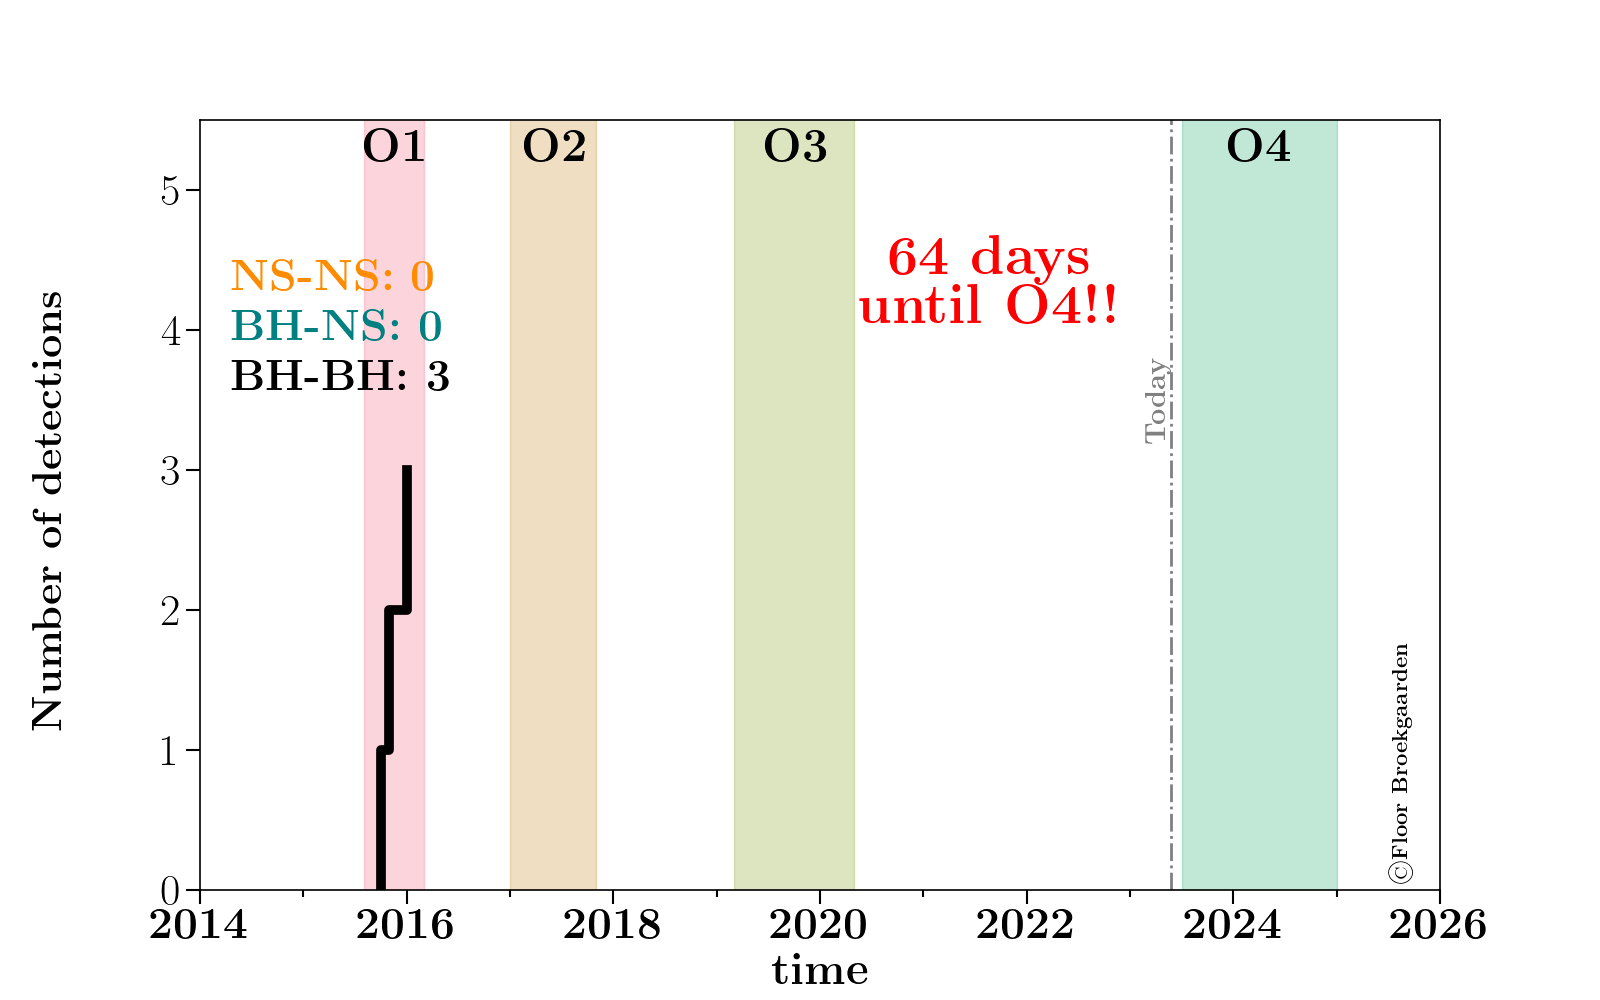 O1
O2
O3
O4
5
4
3
2
1
0
Number of detections
NS-NS: 0
BH-NS: 0
BH-BH: 3
64 days
until O4!!
Today
©Floor Broekgaarden
2014
2016
2018
2020
2022
2024
2026
time